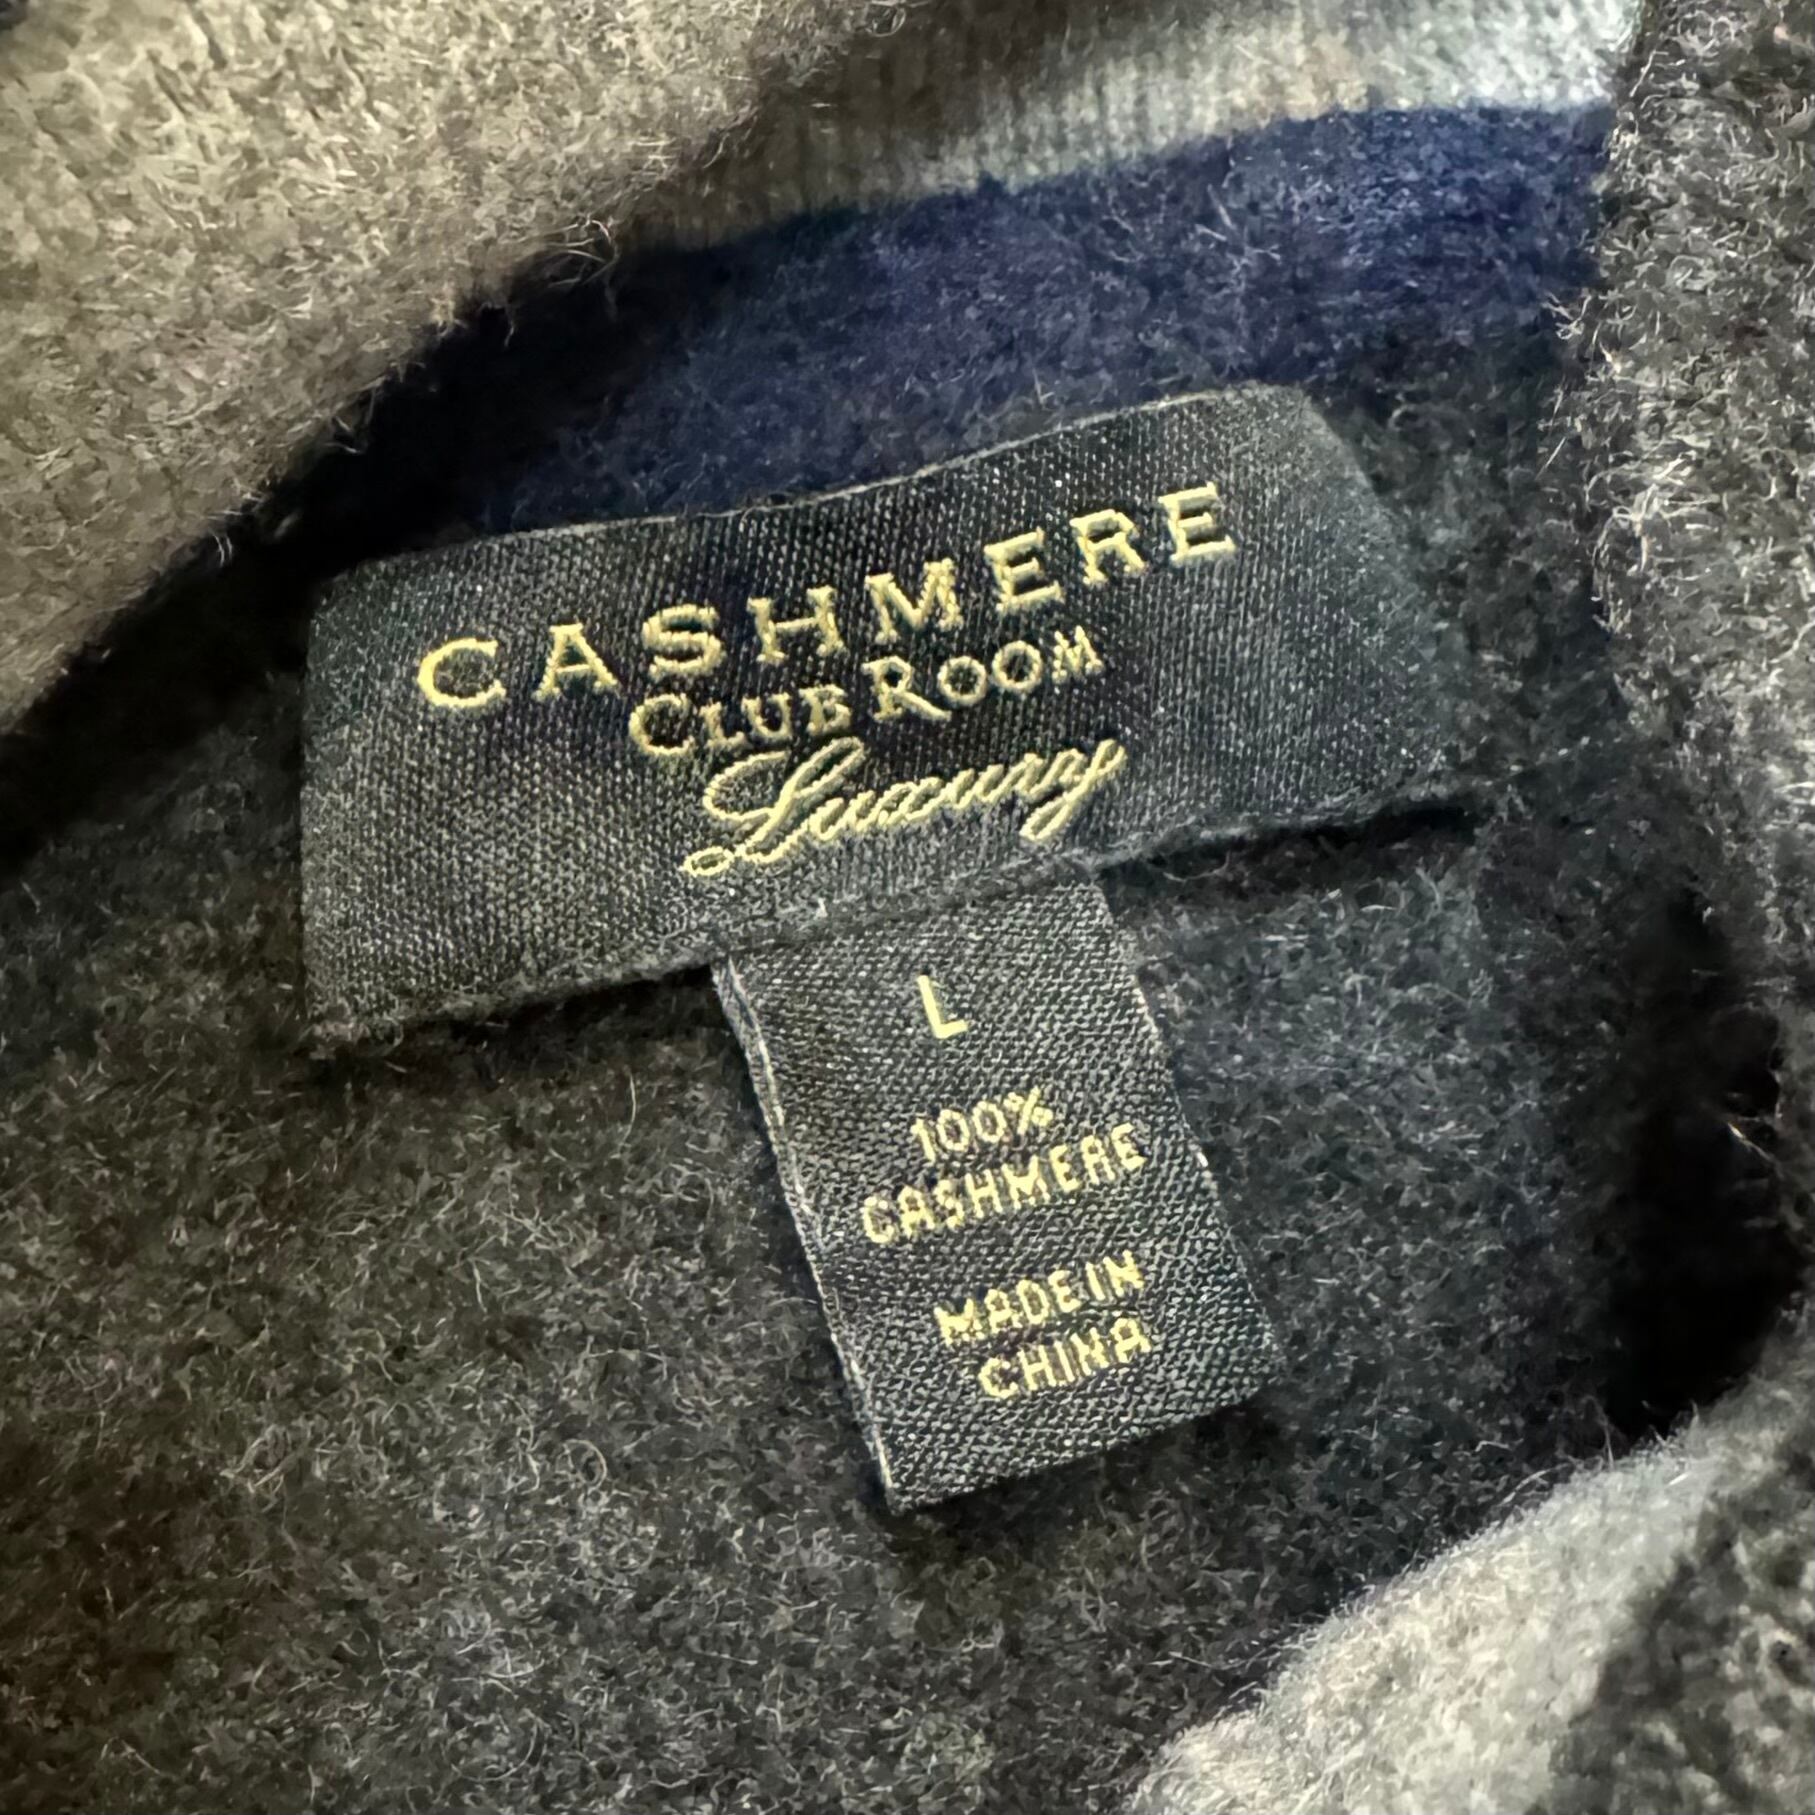 CASHMERE
CLUB ROOM
Luxury
L
100%
CASHMERE
MADE IN
CHINA